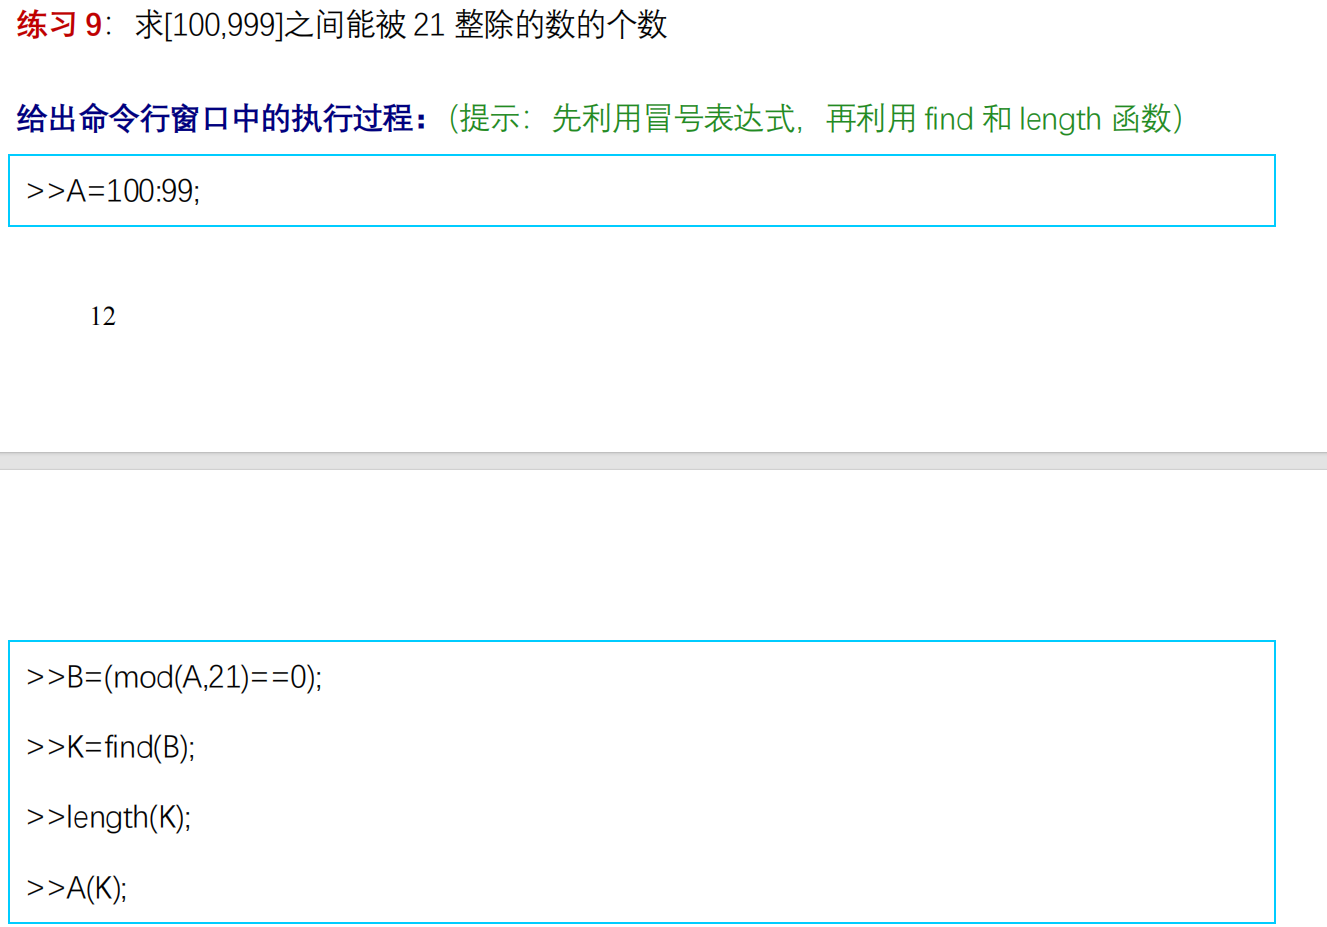 练习 9：求[100,999]之间能被 21 整除的数的个数
给出命令行窗口中的执行过程：(提示：先利用冒号表达式，再利用 find 和 length 函数)
>>A=100:99;
12
>>B=(mod(A,21)==0);
>>K=find(B);
>>length(K);
>>A(K);